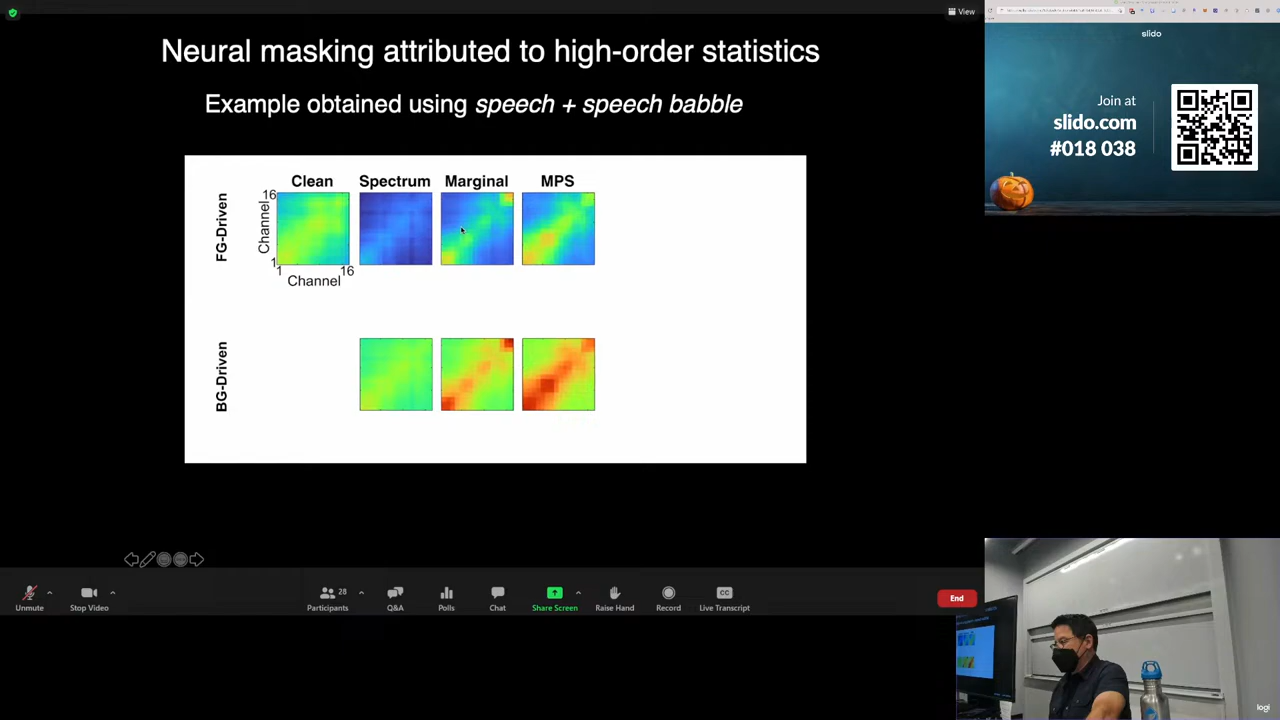 View
Neural masking attributed to high-order statistics
Example obtained using speech + speech babble
Clean
Spectrum
Marginal
MPS
FG-Driven
Channel
16
1
1
16
Channel
BG-Driven
slido
Join at
slido.com
#018 038
Unmute
Stop Video
28
Participants
Q&A
Polls
Chat
Share Screen
Raise Hand
Record
CC
Live Transcript
End
logi